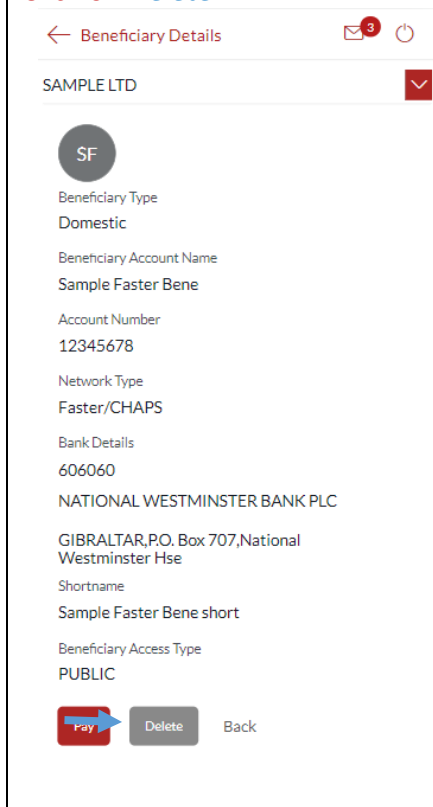 Beneficiary Details
3
SAMPLE LTD
SF
Beneficiary Type
Domestic
Beneficiary Account Name
Sample Faster Bene
Account Number
12345678
Network Type
Faster/CHAPS
Bank Details
606060
NATIONAL WESTMINSTER BANK PLC
GIBRALTAR,P.O. Box 707,National
Westminster Hse
Shortname
Sample Faster Bene short
Beneficiary Access Type
PUBLIC
Pay Delete Back